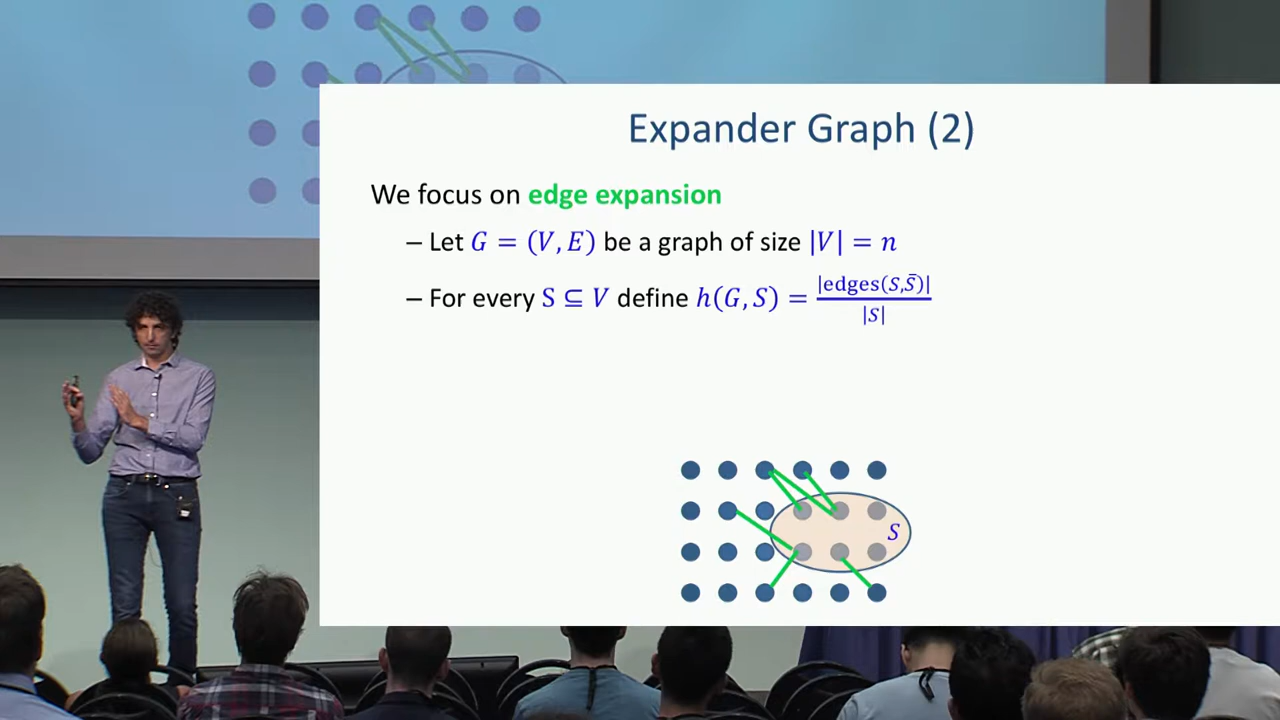 Expander Graph (2)
We focus on edge expansion
– Let G = (V, E) be a graph of size |V| = n
– For every S ⊆ V define h(G, S) = |edges(S,S̄)| / |S|
S